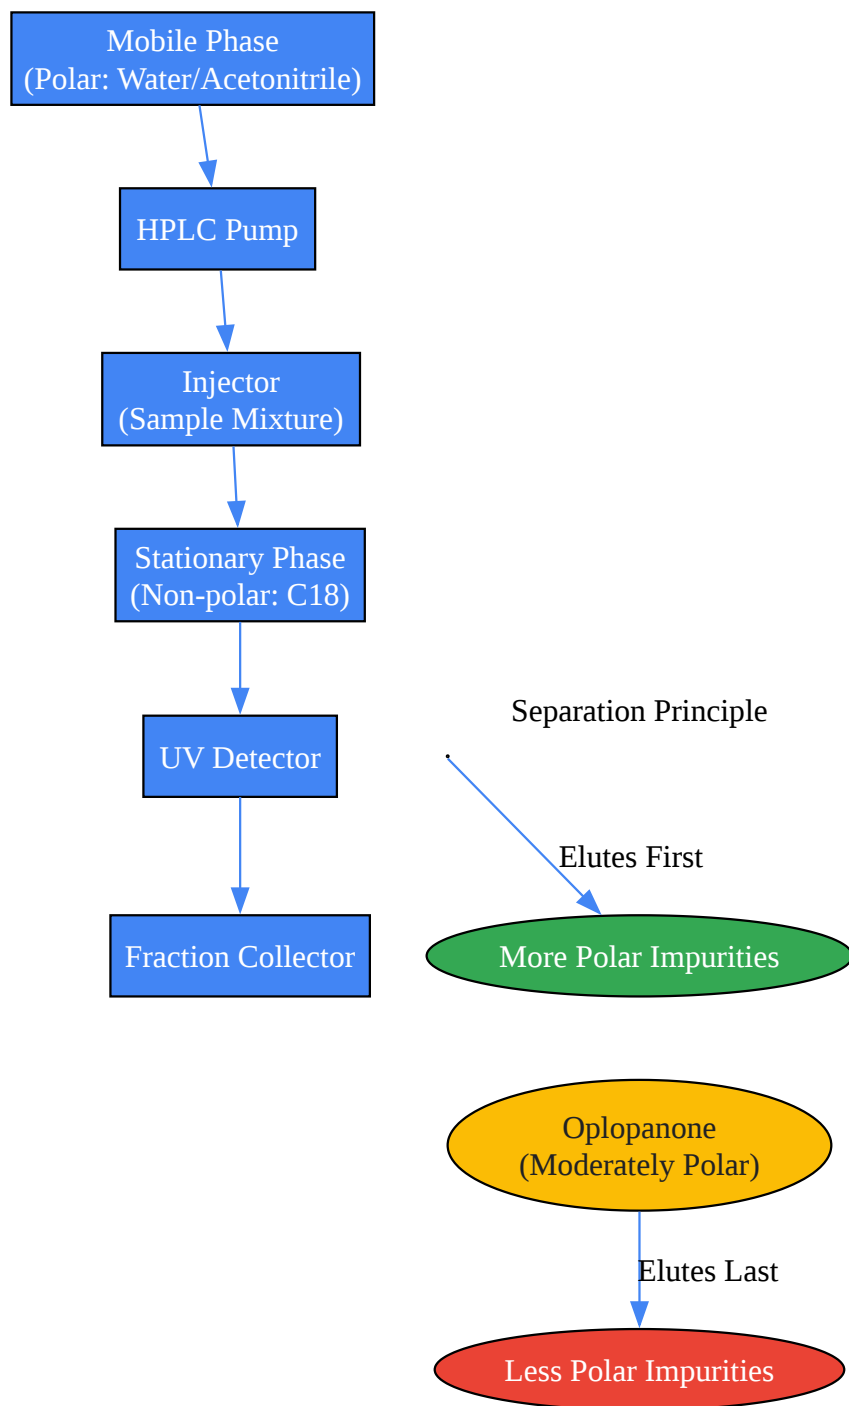 Mobile Phase
(Polar: Water/Acetonitrile)
HPLC Pump
Injector
(Sample Mixture)
Stationary Phase
(Non-polar: C18)
UV Detector
Fraction Collector
Separation Principle
Elutes First
More Polar Impurities
Oplopanone
(Moderately Polar)
Elutes Last
Less Polar Impurities